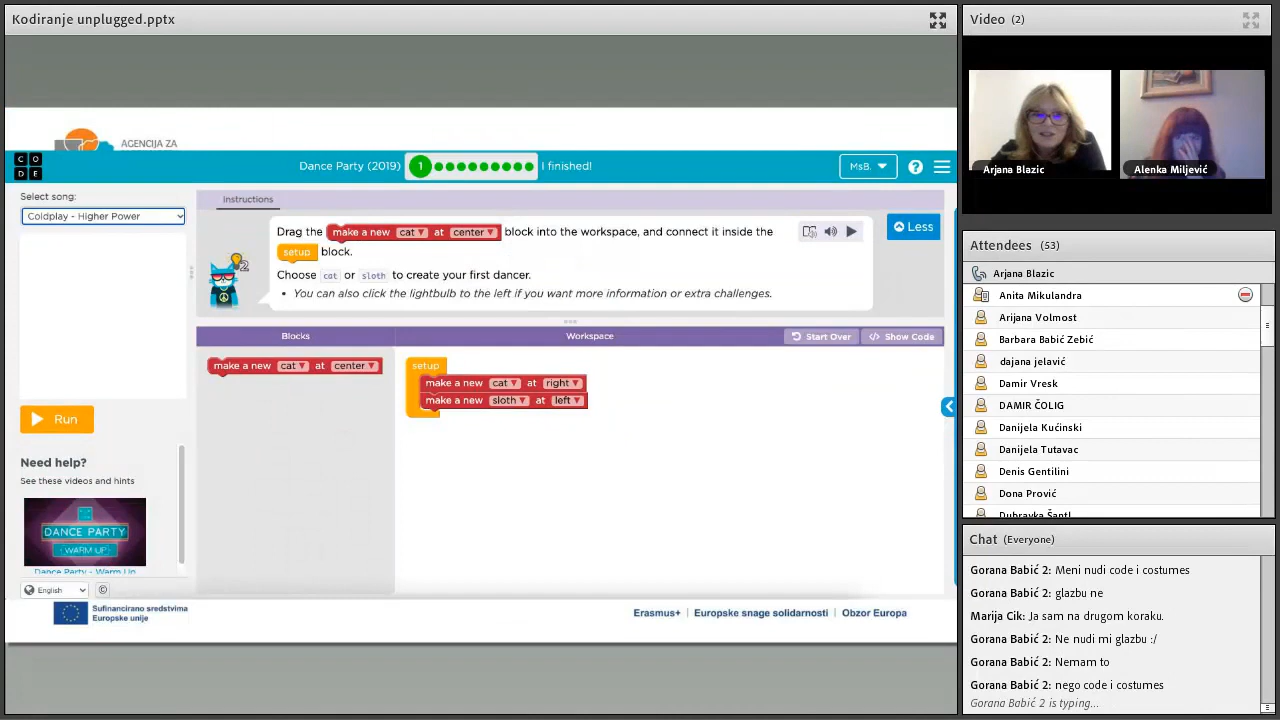 Kodiranje unplugged.pptx
AGENCIJA ZA
C O
D E
Dance Party (2019) 1 I finished!
MsB.
Select song:
Coldplay - Higher Power
Instructions
Drag the make a new cat at center block into the workspace, and connect it inside the
setup block.
Choose cat or sloth to create your first dancer.
• You can also click the lightbulb to the left if you want more information or extra challenges.
2
Less
Blocks
Workspace
Start Over
</> Show Code
make a new cat at center
setup
make a new cat at right
make a new sloth at left
Run
Need help?
See these videos and hints
DANCE PARTY
WARM UP
Dance Party - Warm Up
English
©
Sufinancirano sredstvima
Europske unije
Erasmus+ | Europske snage solidarnosti | Obzor Europa
Video (2)
Arjana Blazic
Alenka Miljević
Attendees (53)
Arjana Blazic
Anita Mikulandra
Arijana Volmost
Barbara Babić Zebić
dajana jelavić
Damir Vresk
DAMIR ČOLIG
Danijela Kućinski
Danijela Tutavac
Denis Gentilini
Dona Prović
Dubravka Šantl
Chat (Everyone)
Gorana Babić 2: Meni nudi code i costumes
Gorana Babić 2: glazbu ne
Marija Cik: Ja sam na drugom koraku.
Gorana Babić 2: Ne nudi mi glazbu :/
Gorana Babić 2: Nemam to
Gorana Babić 2: nego code i costumes
Gorana Babić 2 is typing...